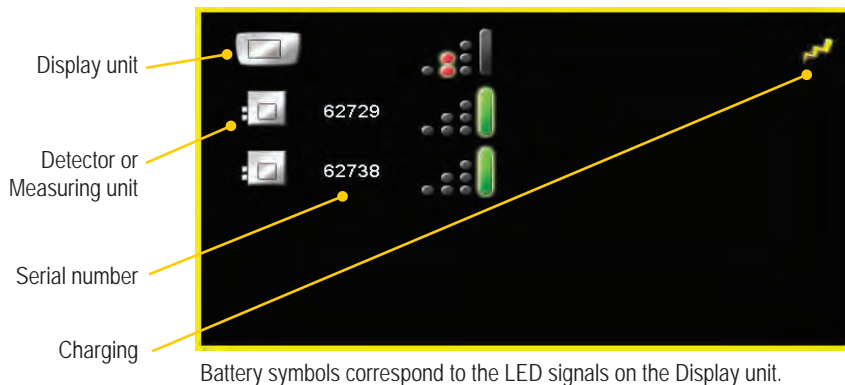 Display unit
62729
Detector or
Measuring unit
62738
Serial number
Charging
Battery symbols correspond to the LED signals on the Display unit.